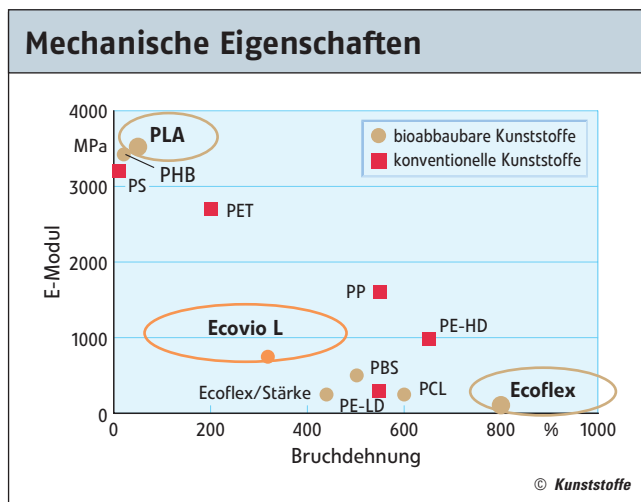 Mechanische Eigenschaften
4000
MPa
3000
2000
1000
0
E-Modul
PLA
PHB
PS
PET
bioabbaubare Kunststoffe
konventionelle Kunststoffe
PP
PE-HD
Ecovio L
PBS
Ecoflex/Stärke
PE-LD
PCL
Ecoflex
0 200 400 600 800 % 1000
Bruchdehnung
© Kunststoffe